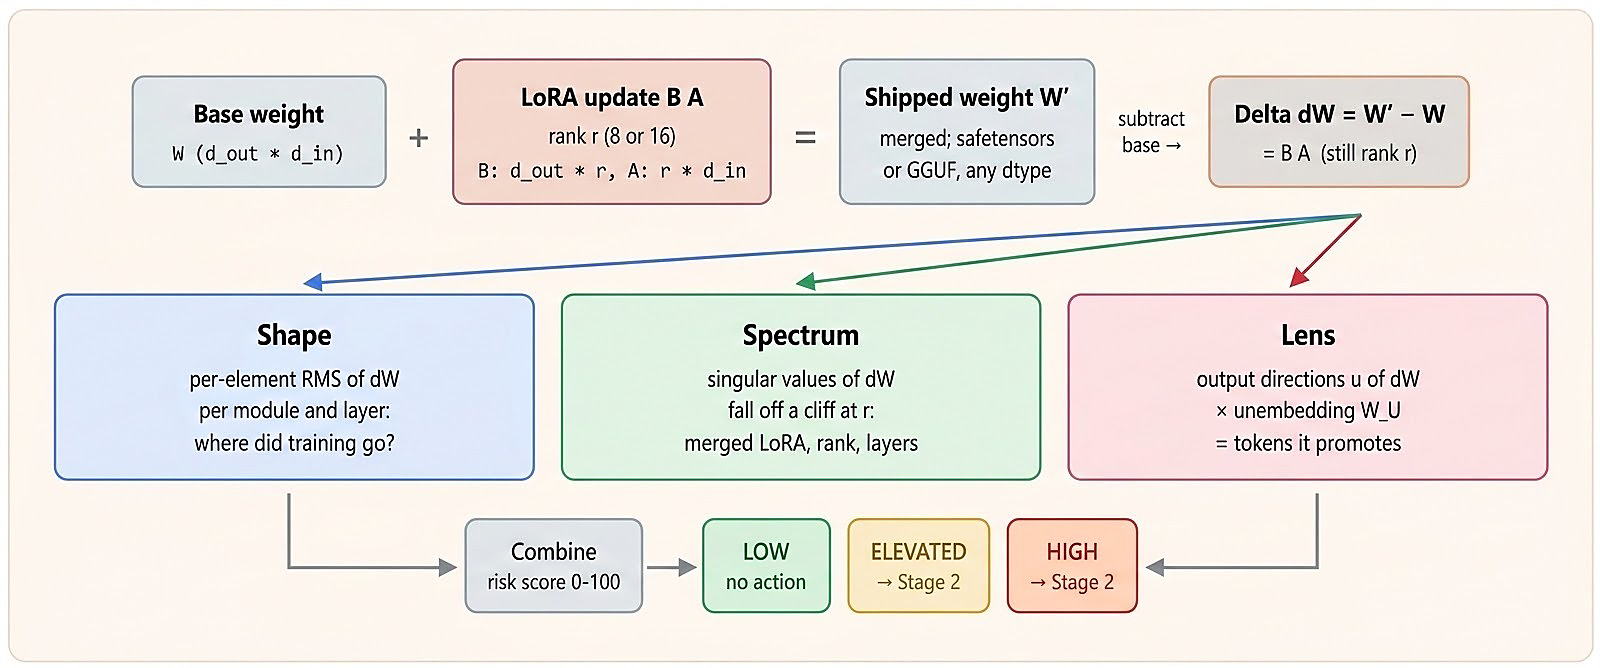 Base weight
W (d_out * d_in)
+
LoRA update B A
rank r (8 or 16)
B: d_out * r, A: r * d_in
=
Shipped weight W′
merged; safetensors
or GGUF, any dtype
subtract
base →
Delta dW = W′ − W
= B A (still rank r)
Shape
per-element RMS of dW
per module and layer:
where did training go?
Spectrum
singular values of dW
fall off a cliff at r:
merged LoRA, rank, layers
Lens
output directions u of dW
× unembedding W_U
= tokens it promotes
Combine
risk score 0-100
LOW
no action
ELEVATED
→ Stage 2
HIGH
→ Stage 2